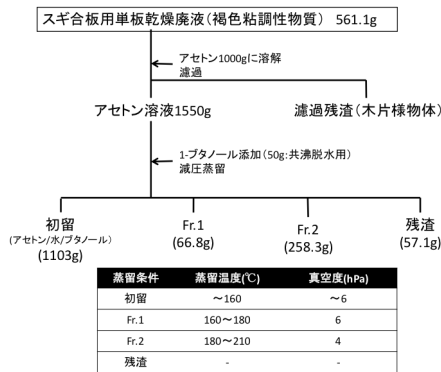 スギ合板用単板乾燥廃液（褐色粘調性物質） 561.1g
アセトン1000gに溶解
濾過
アセトン溶液1550g
濾過残渣（木片様物体）
1-ブタノール添加（50g:共沸脱水用）
減圧蒸留
初留
(アセトン/水/ブタノール)
(1103g)
Fr.1
(66.8g)
Fr.2
(258.3g)
残渣
(57.1g)
蒸留条件 蒸留温度(℃) 真空度(hPa)
初留 ～160 ～6
Fr.1 160～180 6
Fr.2 180～210 4
残渣 - -